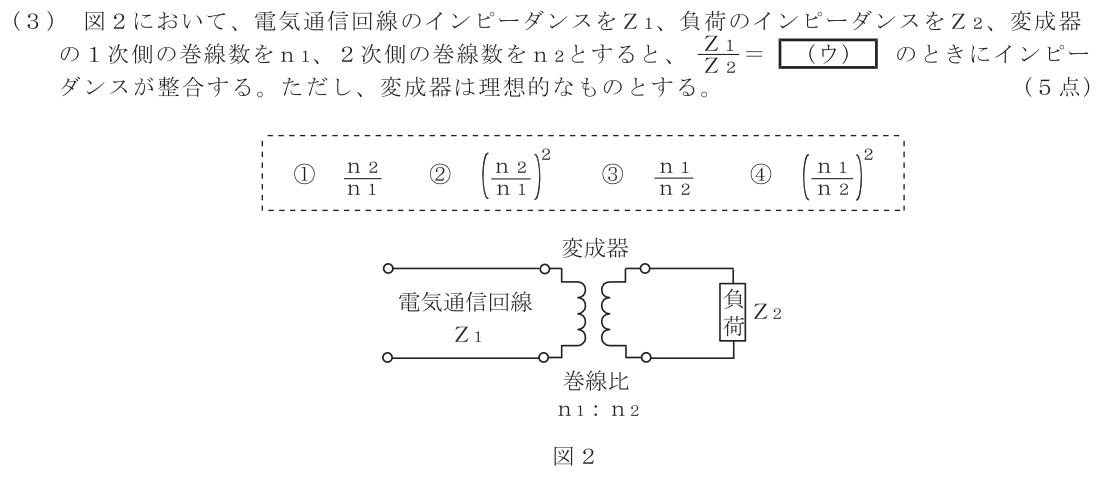 （３） 図２において、電気通信回線のインピーダンスをＺ1、負荷のインピーダンスをＺ2、変成器
の１次側の巻線数をｎ1、２次側の巻線数をｎ2とすると、 Ｚ1/Ｚ2＝ （ウ） のときにインピー
ダンスが整合する。ただし、変成器は理想的なものとする。 （５点）
① ｎ2/ｎ1 ② (ｎ2/ｎ1)² ③ ｎ1/ｎ2 ④ (ｎ1/ｎ2)²
変成器
電気通信回線
Ｚ1
負荷
Ｚ2
巻線比
ｎ1：ｎ2
図２